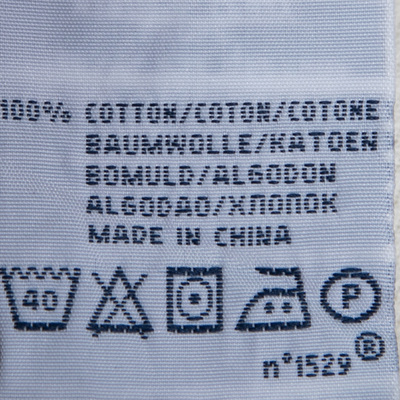 100% COTTON/COTON/COTONE
BAUMWOLLE/KATOEN
BOMULD/ALGODON
ALGODAO/ХЛОПОК
MADE IN CHINA
40 P
n°1529®